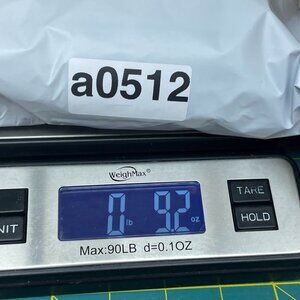 a0512
WeighMax®
TARE
0 lb 9.2 oz
HOLD
NIT
Max:90LB d=0.1OZ